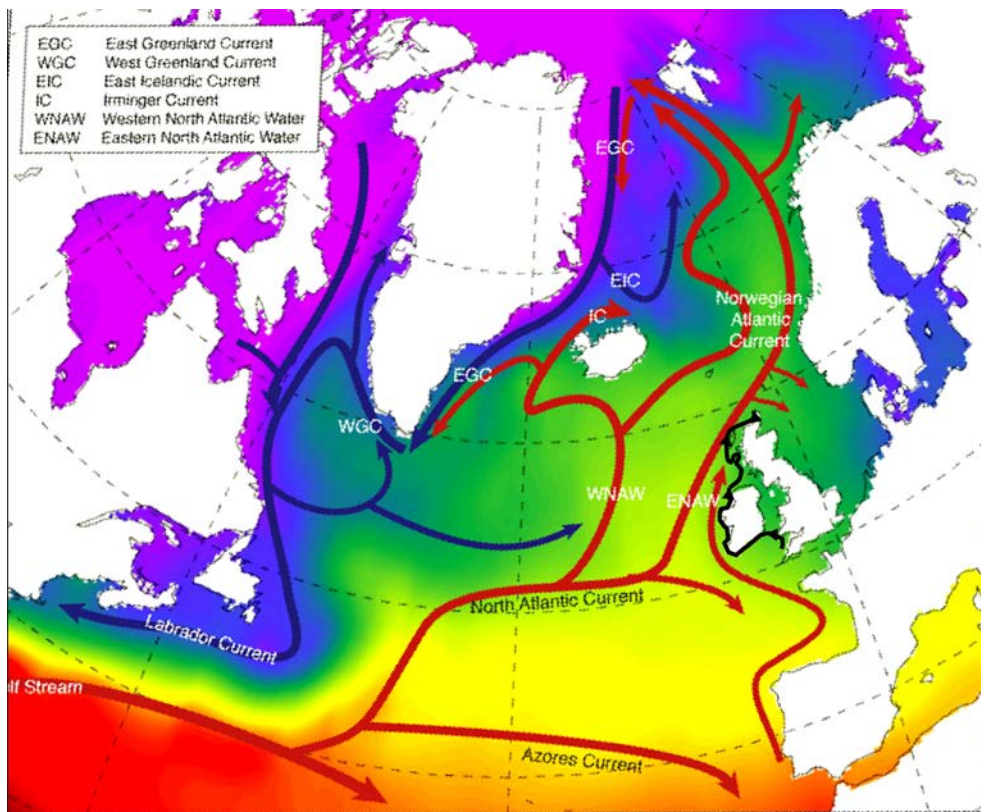 EGC East Greenland Current
WGC West Greenland Current
EIC East Icelandic Current
IC Irminger Current
WNAW Western North Atlantic Water
ENAW Eastern North Atlantic Water
EGC
EIC
IC
Norwegian
Atlantic
Current
EGC
WGC
WNAW
ENAW
North Atlantic Current
Labrador Current
lf Stream
Azores Current